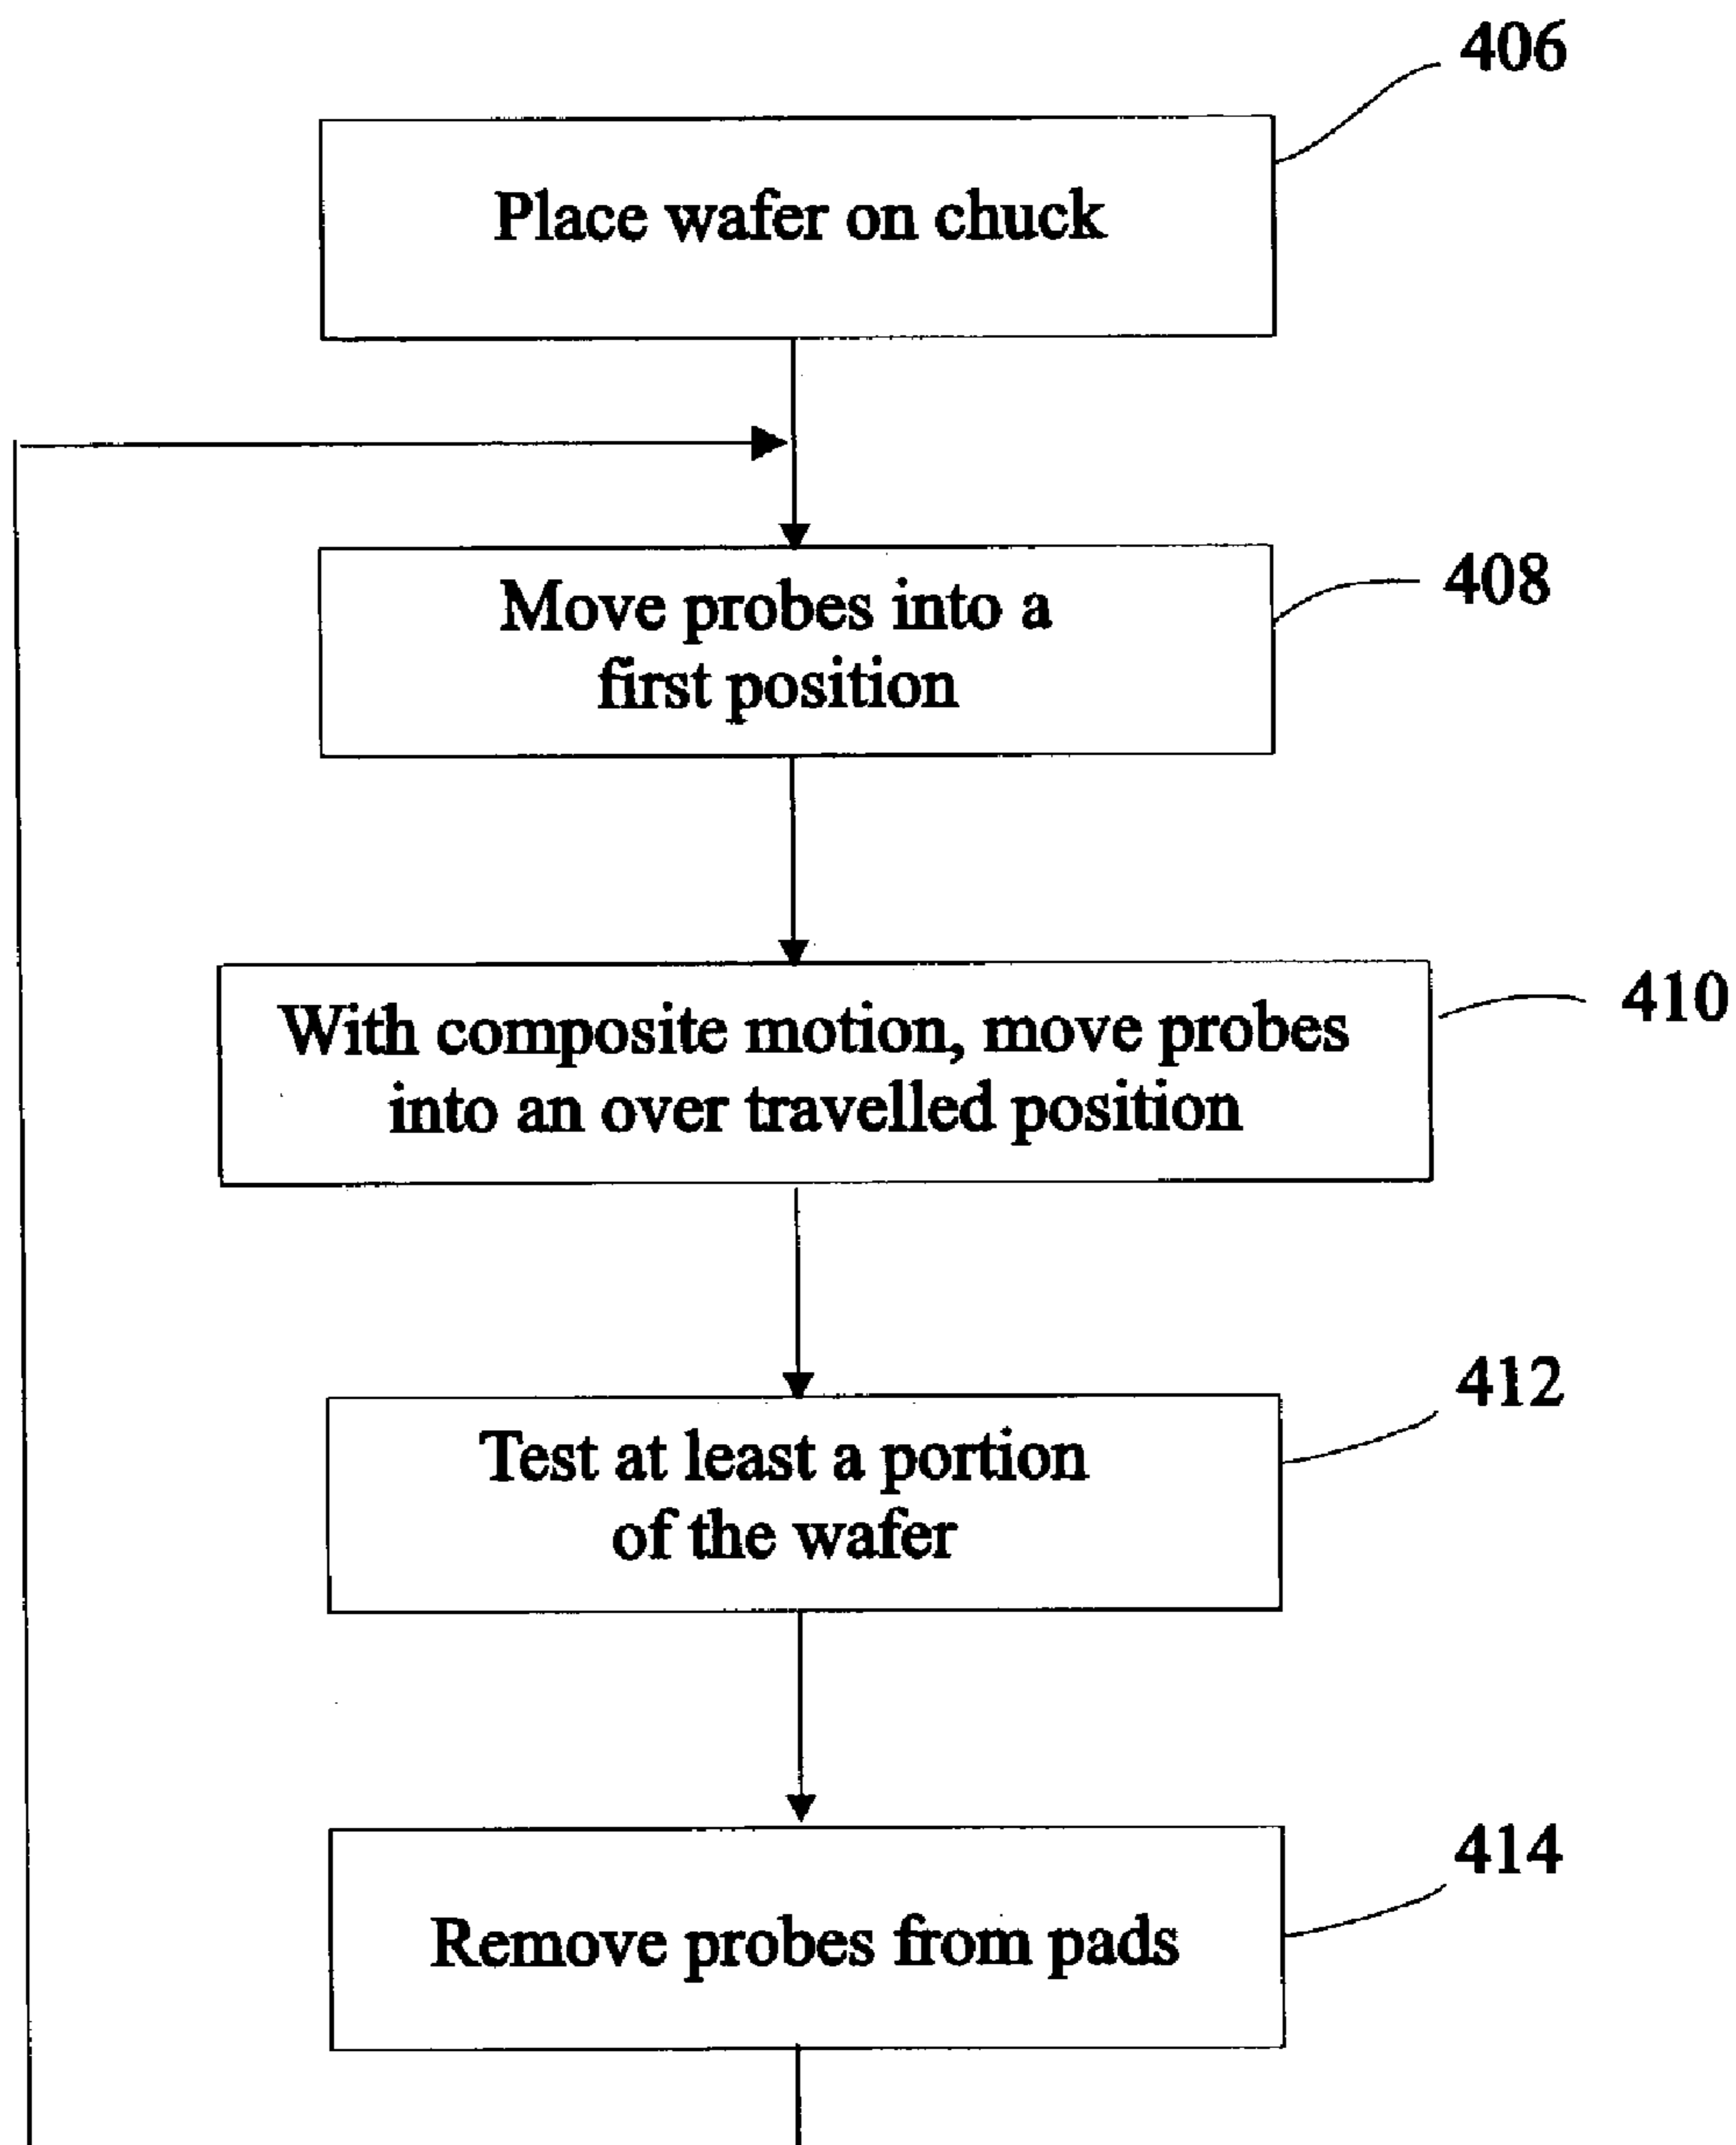 406
Place wafer on chuck
Move probes into a
first position
408
With composite motion, move probes
into an over travelled position
410
Test at least a portion
of the wafer
412
Remove probes from pads
414